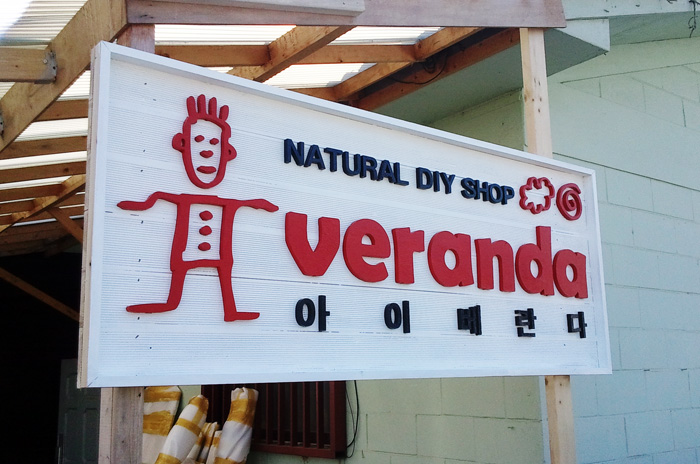 NATURAL DIY SHOP
veranda
아이베란다